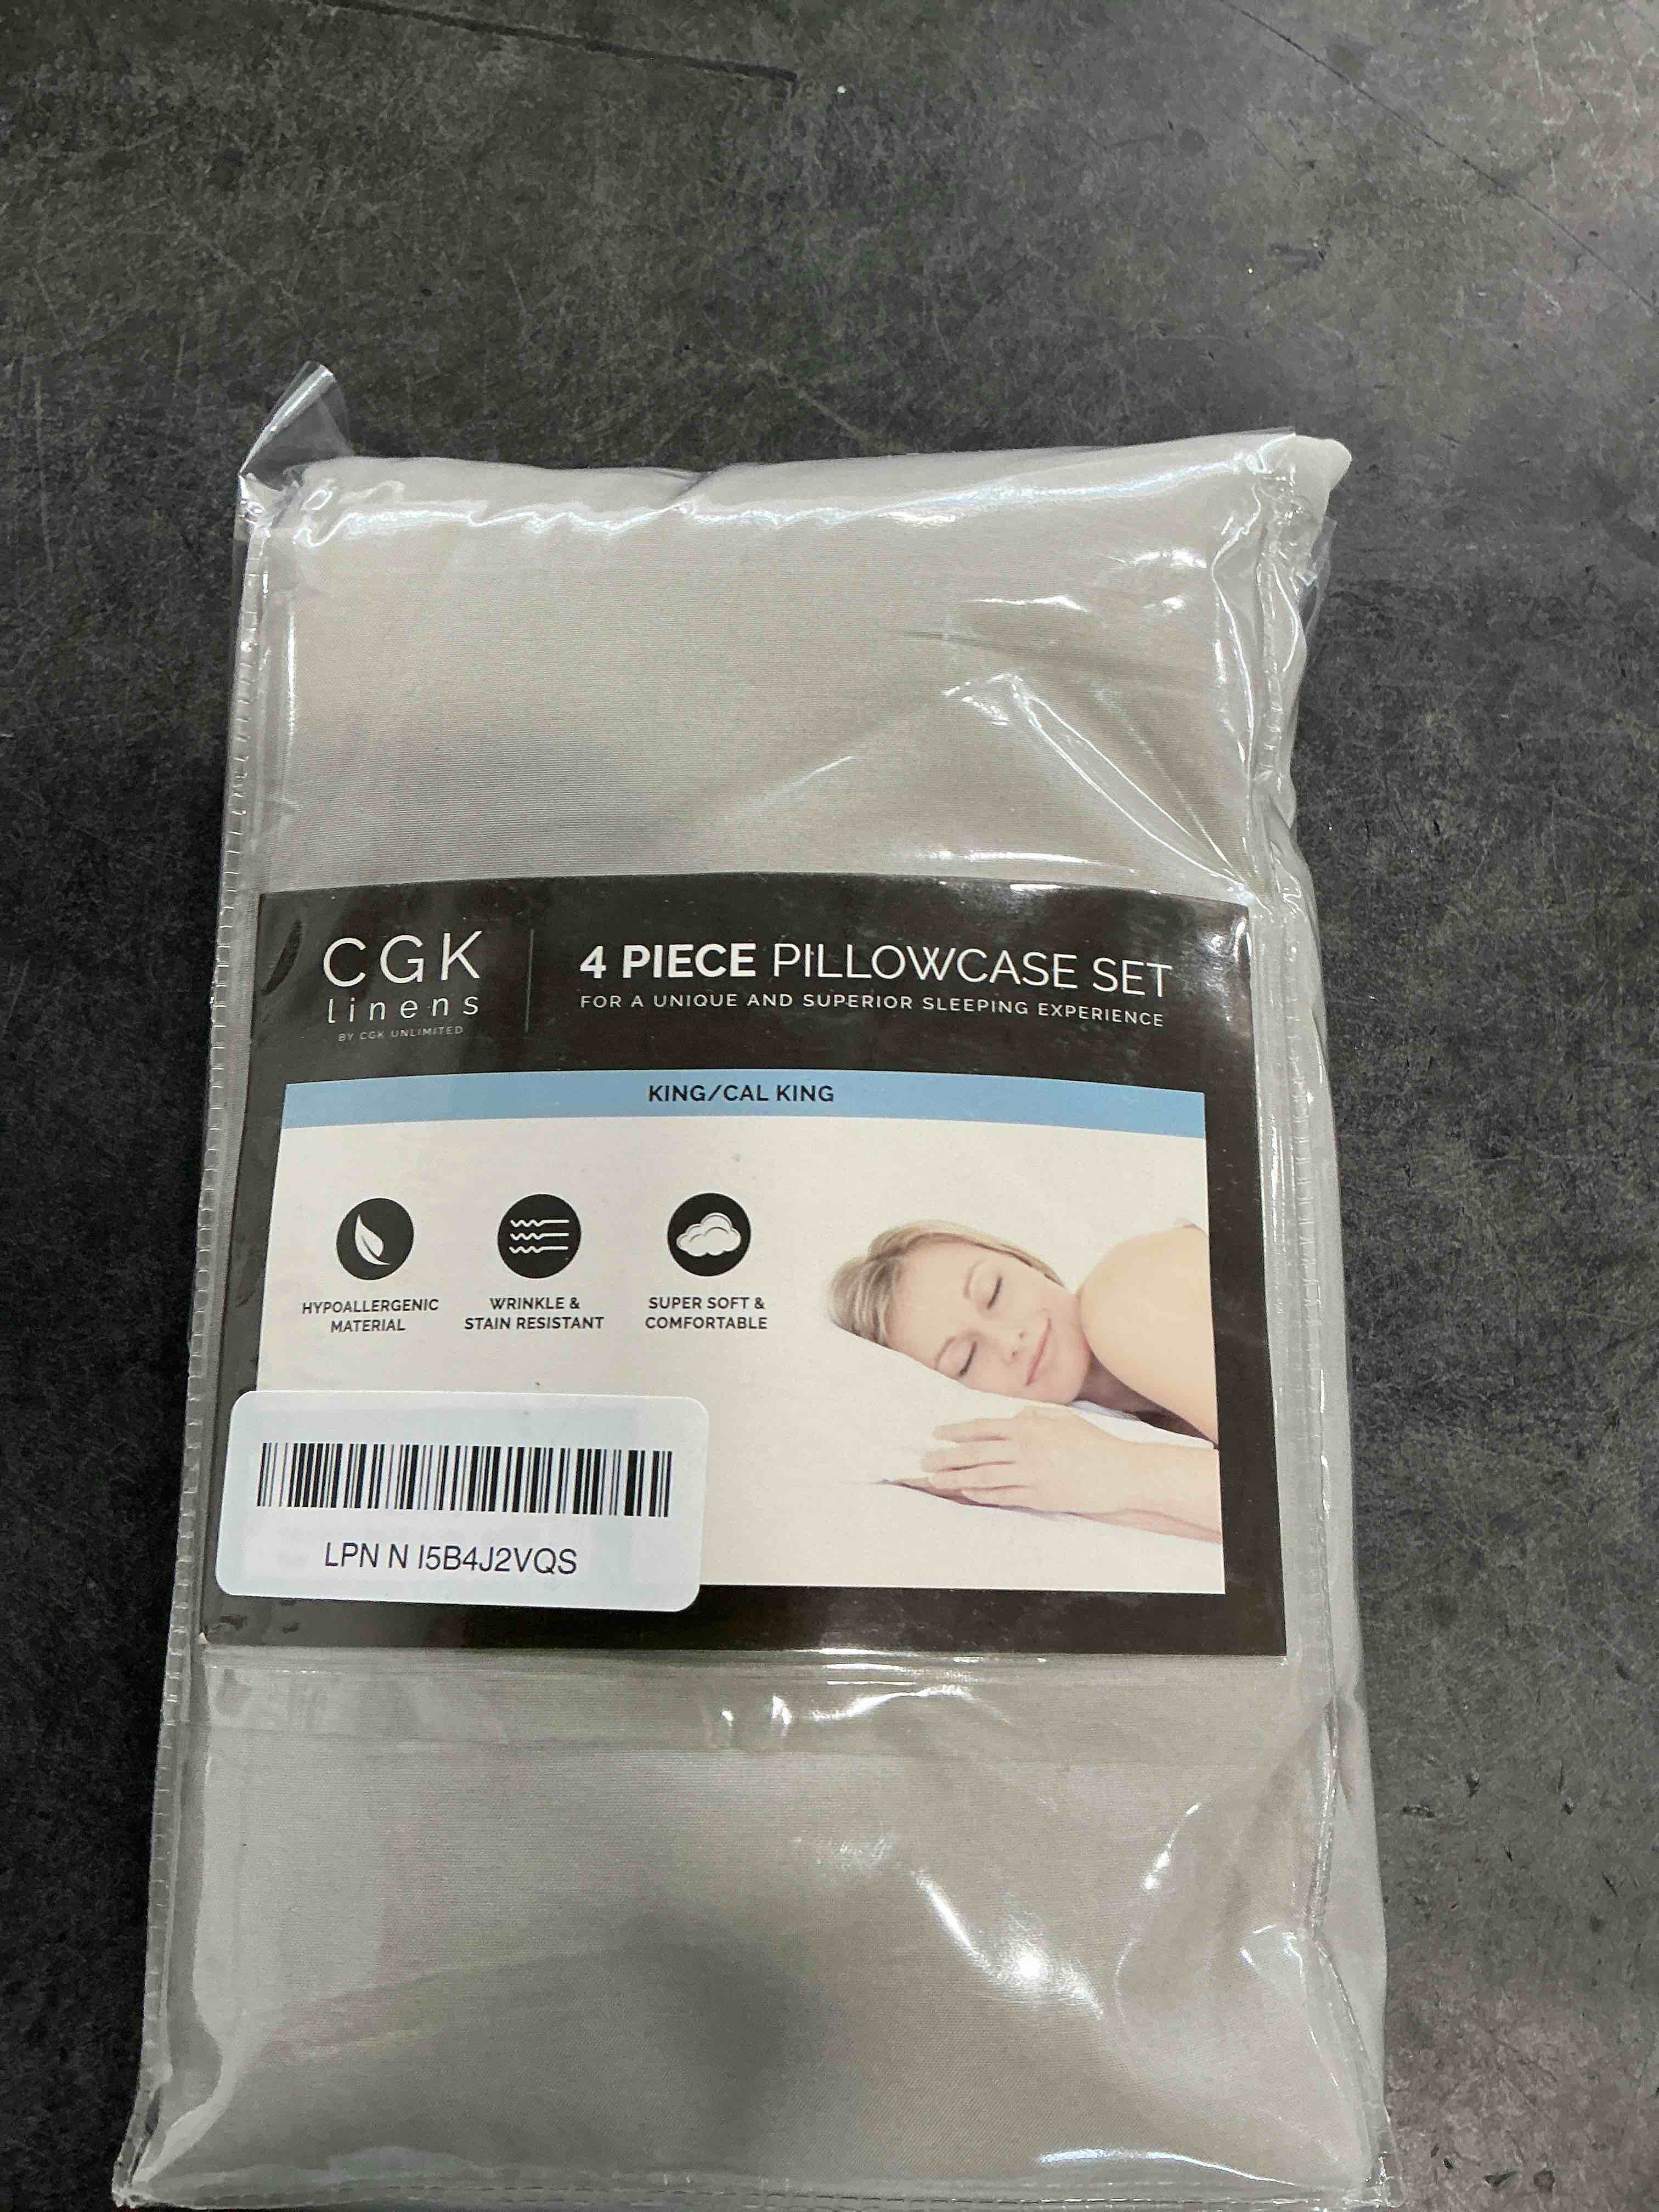 CGK
linens
BY CGK UNLIMITED
4 PIECE PILLOWCASE SET
FOR A UNIQUE AND SUPERIOR SLEEPING EXPERIENCE
KING/CAL KING
HYPOALLERGENIC
MATERIAL
WRINKLE &
STAIN RESISTANT
SUPER SOFT &
COMFORTABLE
LPN N I5B4J2VQS